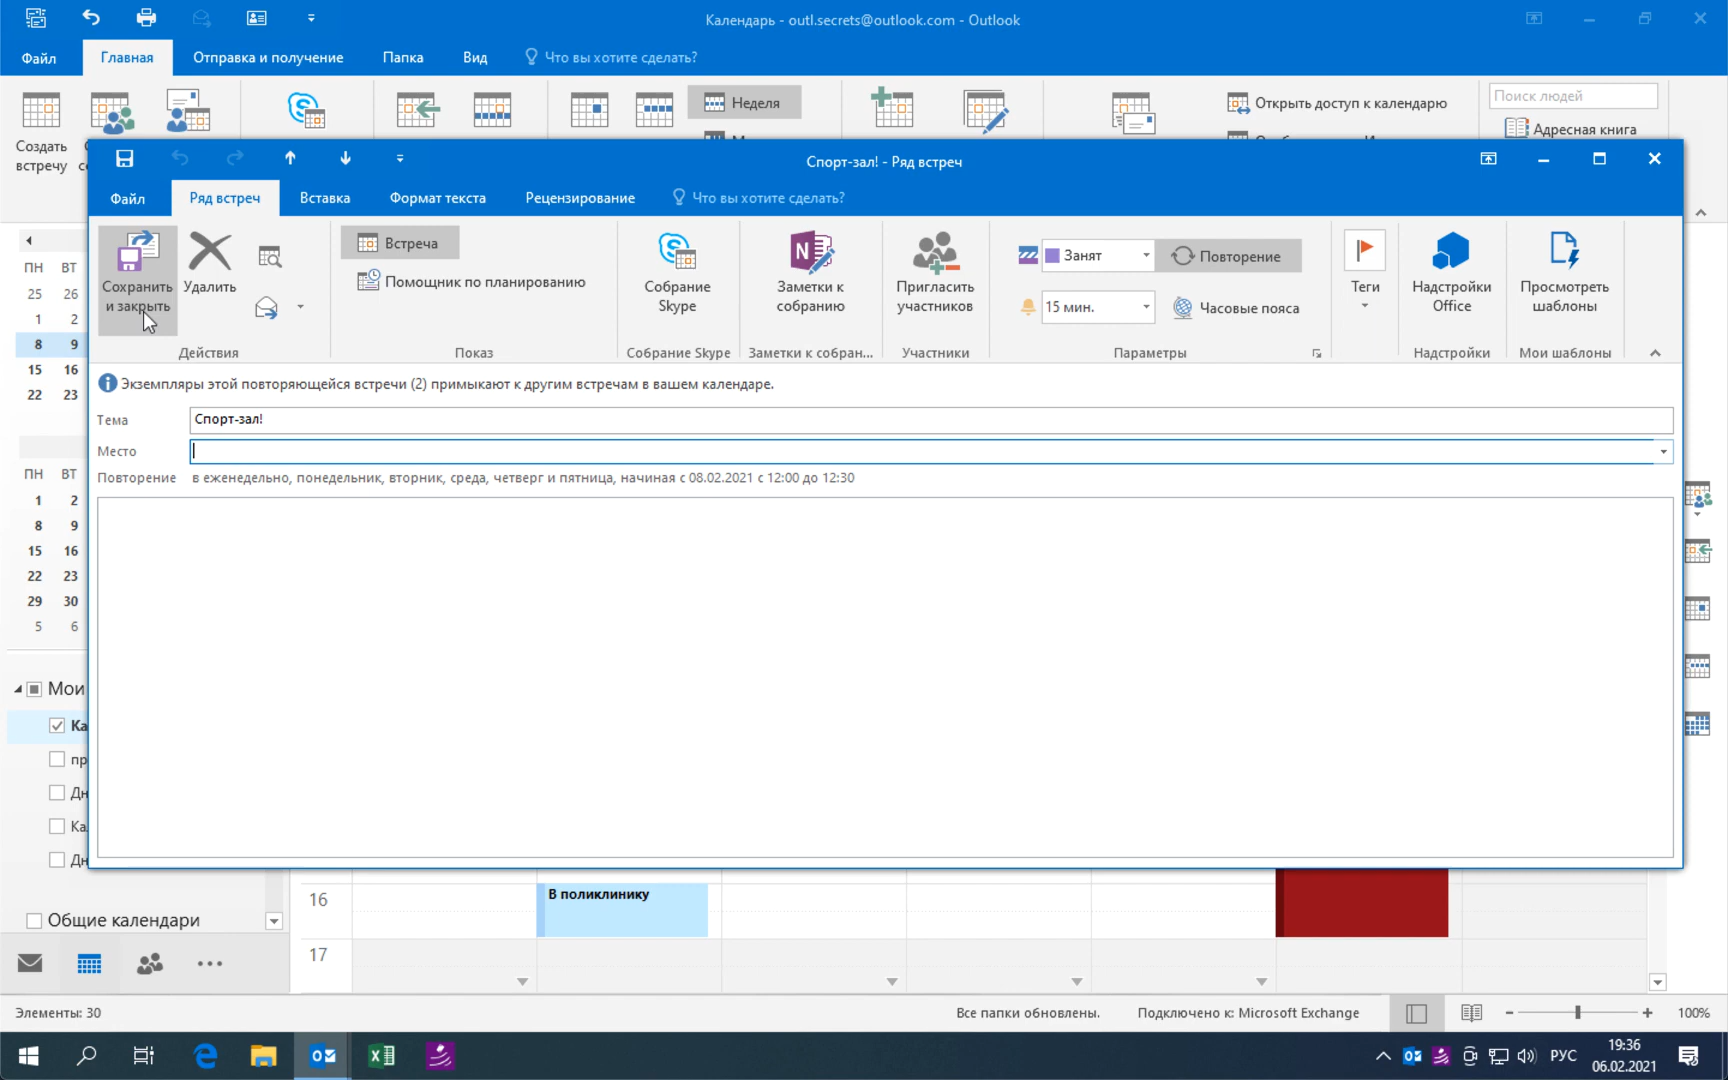 Календарь - outl.secrets@outlook.com - Outlook
Файл Главная Отправка и получение Папка Вид Что вы хотите сделать?
Неделя
Открыть доступ к календарю
Поиск людей
Адресная книга
Создать
встречу
Спорт-зал! - Ряд встреч
Файл Ряд встреч Вставка Формат текста Рецензирование Что вы хотите сделать?
Сохранить
и закрыть
Удалить
Встреча
Помощник по планированию
Собрание
Skype
Заметки к
собранию
Пригласить
участников
Занят
Повторение
15 мин.
Часовые пояса
Теги
Надстройки
Office
Просмотреть
шаблоны
Действия Показ Собрание Skype Заметки к собран... Участники Параметры Надстройки Мои шаблоны
Экземпляры этой повторяющейся встречи (2) примыкают к другим встречам в вашем календаре.
Тема Спорт-зал!
Место
Повторение в еженедельно, понедельник, вторник, среда, четверг и пятница, начиная с 08.02.2021 с 12:00 до 12:30
ПН ВТ
25 26
1 2
8 9
15 16
22 23
ПН ВТ
1 2
8 9
15 16
22 23
29 30
5 6
Мои
Ка
пр
Дн
Ка
Дн
Общие календари
16 В поликлинику
17
Элементы: 30 Все папки обновлены. Подключено к: Microsoft Exchange 100%
РУС
19:36
06.02.2021